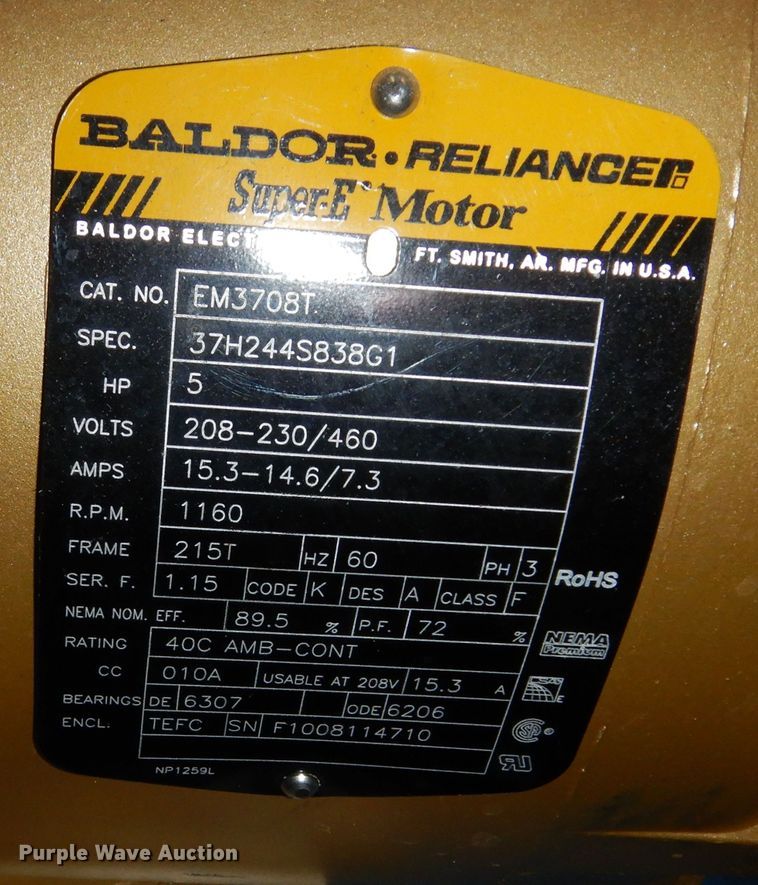 BALDOR • RELIANCER
Super-E™ Motor
BALDOR ELECT FT. SMITH, AR. MFG. IN U.S.A.
CAT. NO. EM3708T
SPEC. 37H244S838G1
HP 5
VOLTS 208-230/460
AMPS 15.3-14.6/7.3
R.P.M. 1160
FRAME 215T HZ 60 PH 3
SER. F. 1.15 CODE K DES A CLASS F
NEMA NOM. EFF. 89.5 % P.F. 72 %
RATING 40C AMB-CONT
CC 010A USABLE AT 208V 15.3 A
BEARINGS DE 6307 ODE 6206
ENCL. TEFC SN F1008114710
NP1259L
RoHS
NEMA
Premium
Purple Wave Auction